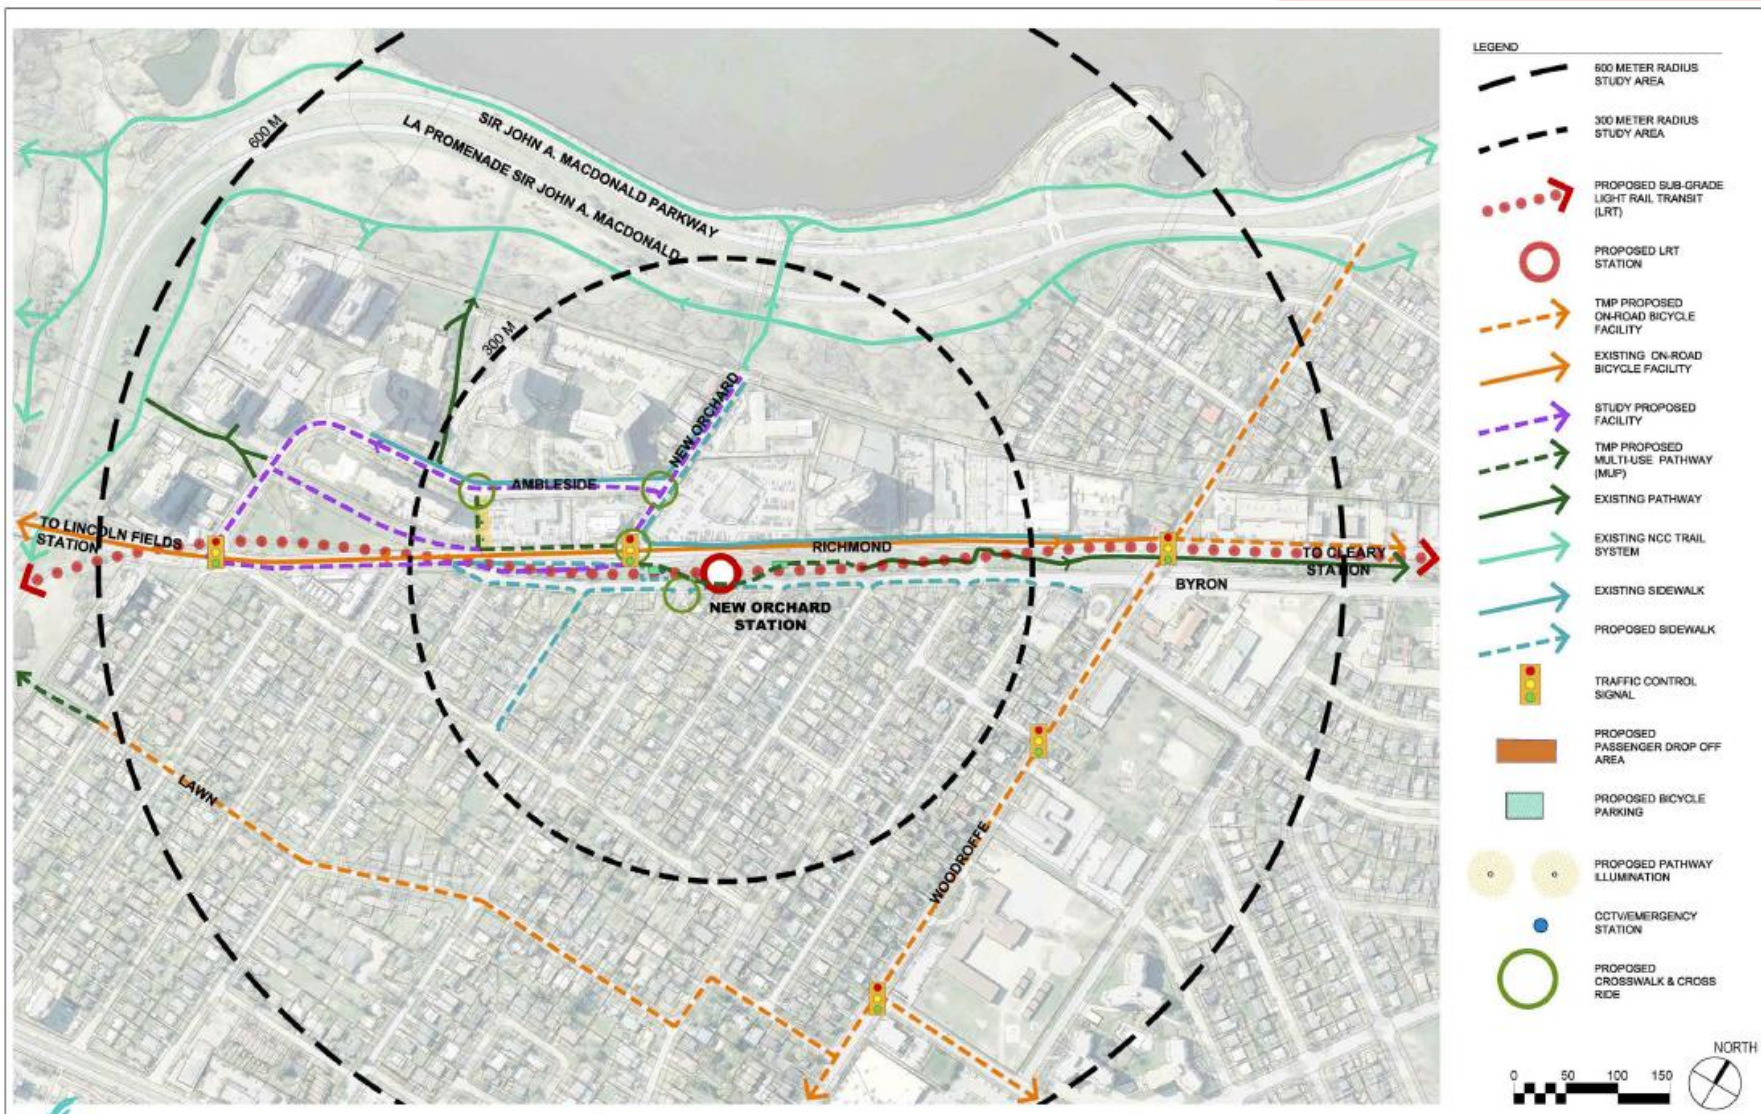 600 M
SIR JOHN A. MACDONALD PARKWAY
LA PROMENADE SIR JOHN A. MACDONALD
300 M
NEW ORCHARD
AMBLESIDE
TO LINCOLN FIELDS
STATION
RICHMOND
TO CLEARY
STATION
BYRON
NEW ORCHARD
STATION
LAWN
WOODROFFE
LEGEND
600 METER RADIUS
STUDY AREA
300 METER RADIUS
STUDY AREA
PROPOSED SUB-GRADE
LIGHT RAIL TRANSIT
(LRT)
PROPOSED LRT
STATION
TMP PROPOSED
ON-ROAD BICYCLE
FACILITY
EXISTING ON-ROAD
BICYCLE FACILITY
STUDY PROPOSED
FACILITY
TMP PROPOSED
MULTI-USE PATHWAY
(MUP)
EXISTING PATHWAY
EXISTING NCC TRAIL
SYSTEM
EXISTING SIDEWALK
PROPOSED SIDEWALK
TRAFFIC CONTROL
SIGNAL
PROPOSED
PASSENGER DROP OFF
AREA
PROPOSED BICYCLE
PARKING
PROPOSED PATHWAY
ILLUMINATION
CCTV/EMERGENCY
STATION
PROPOSED
CROSSWALK & CROSS
RIDE
NORTH
0 50 100 150